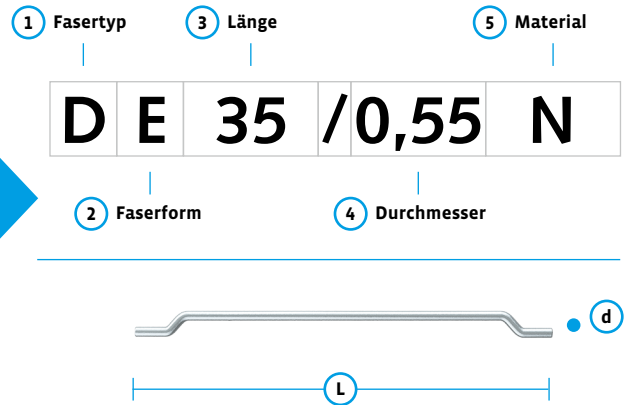 1 Fasertyp 3 Länge 5 Material
D E 35 / 0,55 N
2 Faserform 4 Durchmesser
d
L